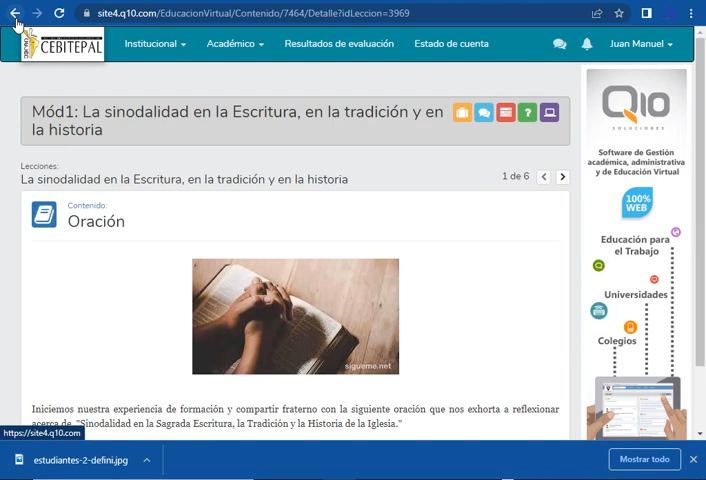 site4.q10.com/EducacionVirtual/Contenido/7464/Detalle?idLeccion=3969
CEBITEPAL
Institucional
Académico
Resultados de evaluación
Estado de cuenta
Juan Manuel
Mód1: La sinodalidad en la Escritura, en la tradición y en
la historia
Lecciones:
La sinodalidad en la Escritura, en la tradición y en la historia
1 de 6
Contenido:
Oración
sigueme.net
Iniciemos nuestra experiencia de formación y compartir fraterno con la siguiente oración que nos exhorta a reflexionar
acerca de "Sinodalidad en la Sagrada Escritura, la Tradición y la Historia de la Iglesia."
Q10
SOLUCIONES
Software de Gestión
académica, administrativa
y de Educación Virtual
100%
WEB
Educación para
el Trabajo
Universidades
Colegios
https://site4.q10.com
estudiantes-2-defini.jpg
Mostrar todo